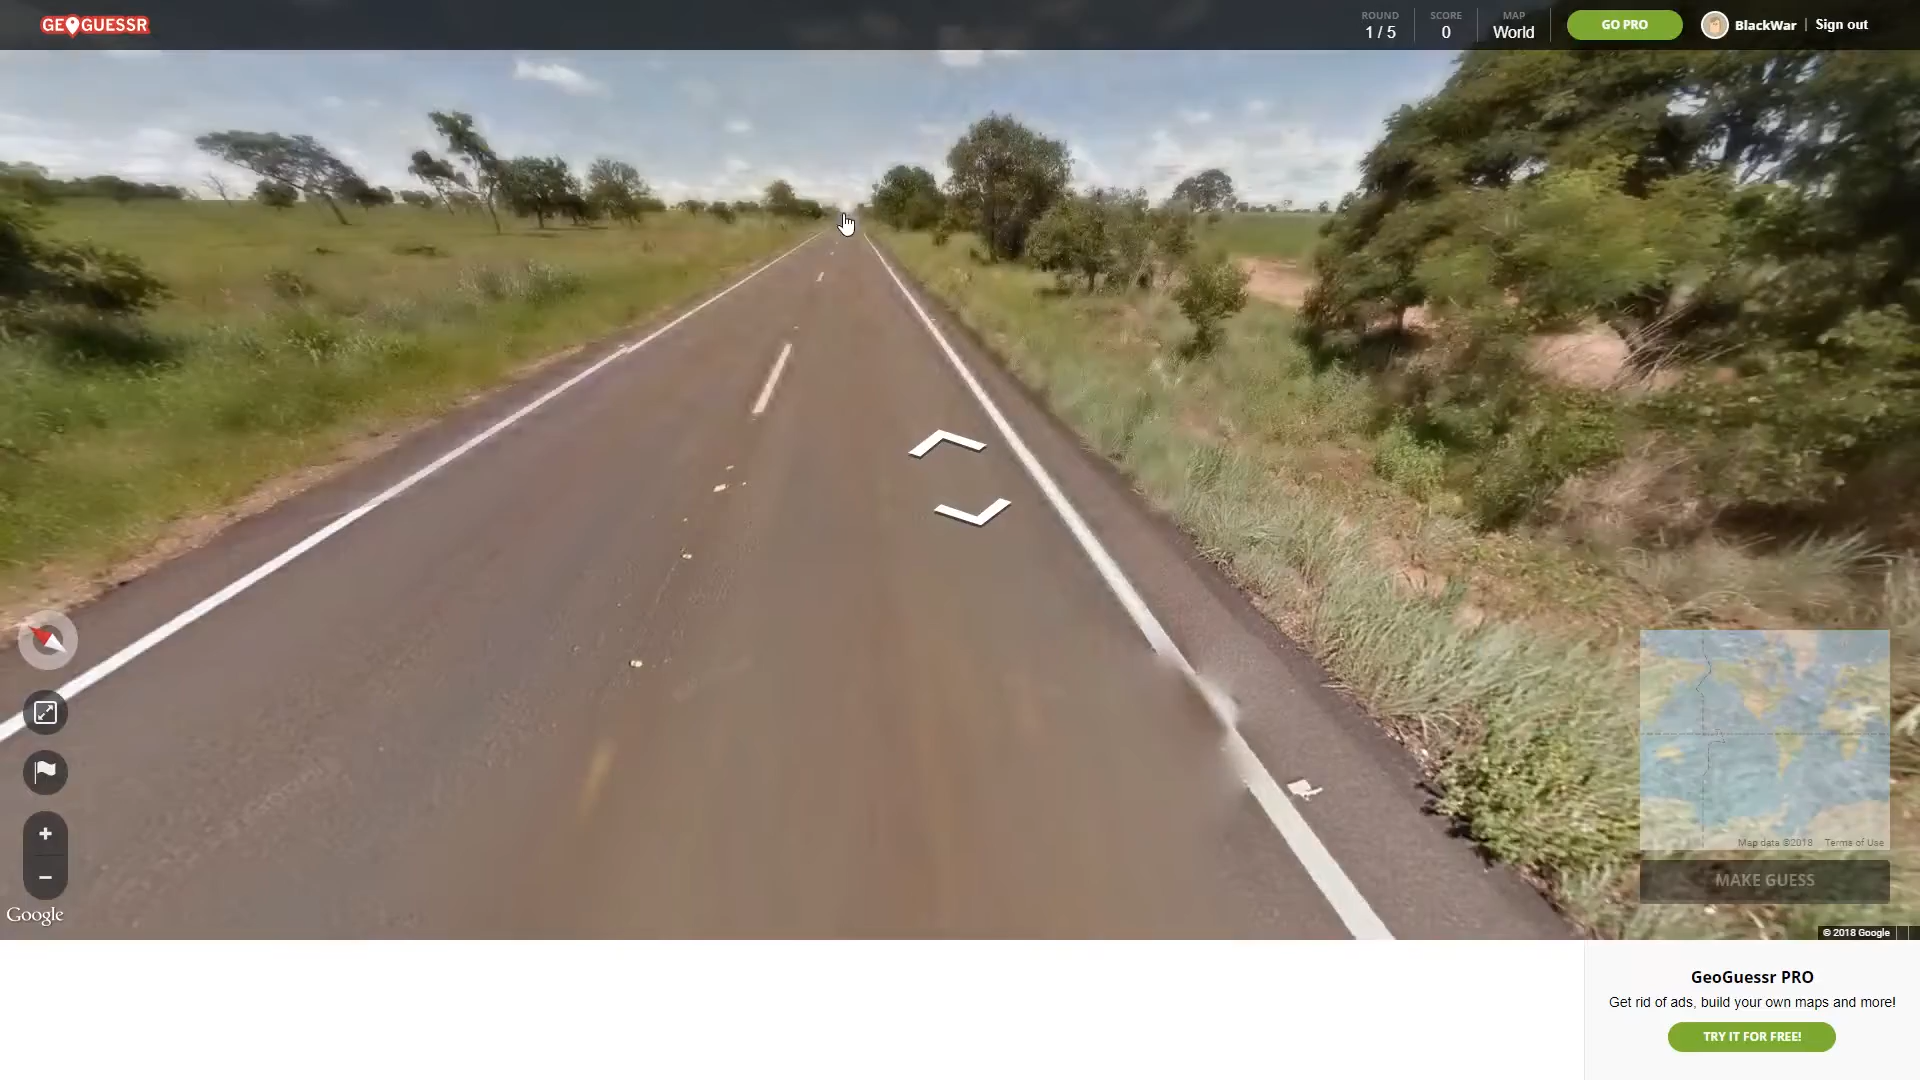 GEOGUESSR
ROUND
1 / 5
SCORE
0
MAP
World
GO PRO
BlackWar
Sign out
Map data ©2018
Terms of Use
MAKE GUESS
Google
© 2018 Google
GeoGuessr PRO
Get rid of ads, build your own maps and more!
TRY IT FOR FREE!